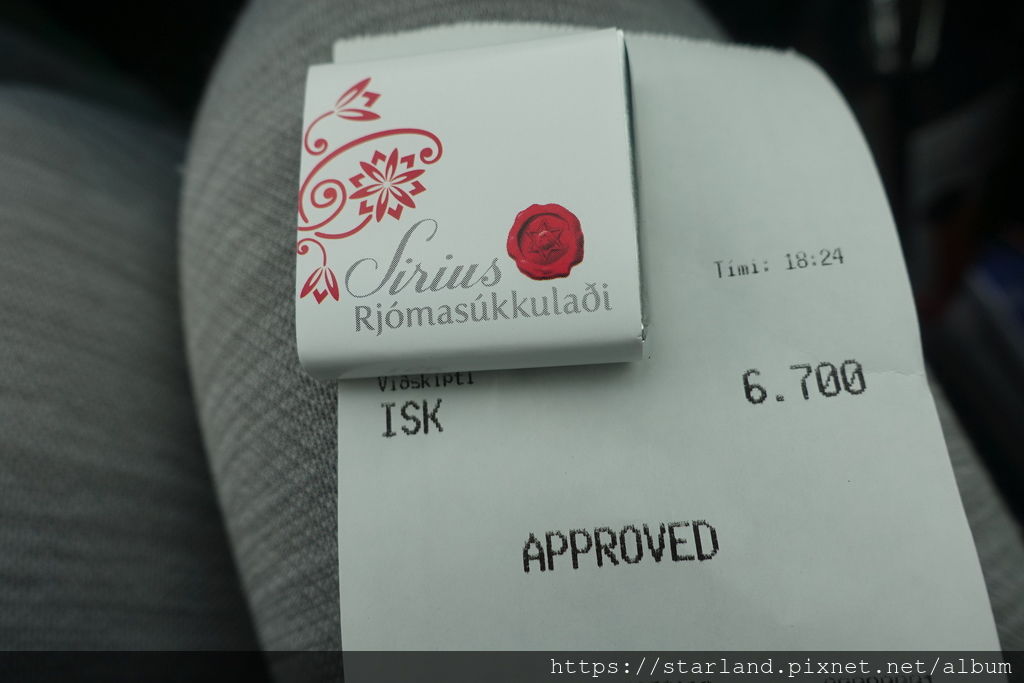 Sirius
Rjómasúkkulaði
Tími: 18:24
Viðskipti
ISK 6.700
APPROVED
https://starland.pixnet.net/album